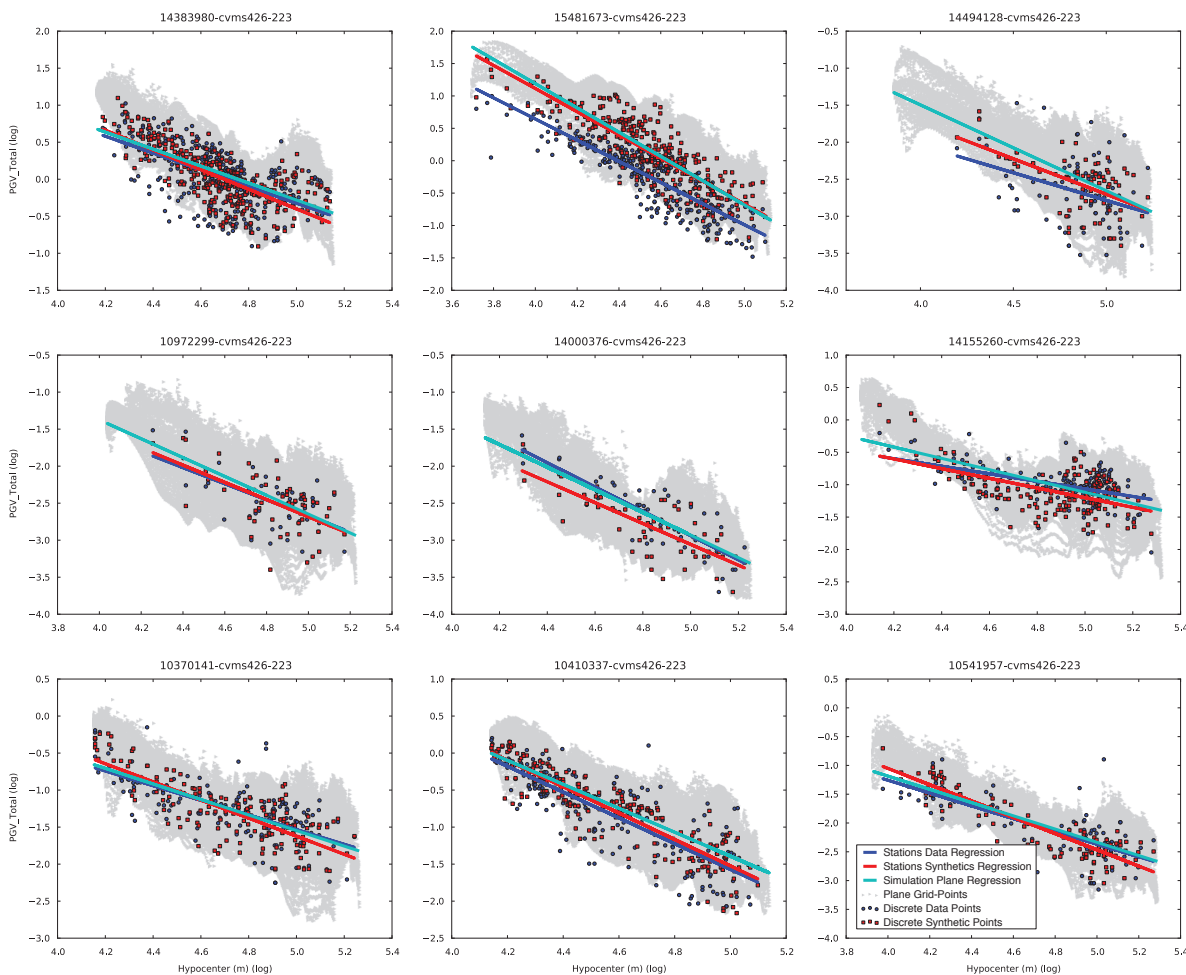 14383980-cvms426-223
15481673-cvms426-223
14494128-cvms426-223
PGV_Total (log)
2.0
1.5
1.0
0.5
0.0
−0.5
−1.0
−1.5
4.0 4.2 4.4 4.6 4.8 5.0 5.2 5.4
2.0
1.5
1.0
0.5
0.0
−0.5
−1.0
−1.5
−2.0
3.6 3.8 4.0 4.2 4.4 4.6 4.8 5.0 5.2
−0.5
−1.0
−1.5
−2.0
−2.5
−3.0
−3.5
−4.0
4.0 4.5 5.0
10972299-cvms426-223
14000376-cvms426-223
14155260-cvms426-223
PGV_Total (log)
−0.5
−1.0
−1.5
−2.0
−2.5
−3.0
−3.5
−4.0
3.8 4.0 4.2 4.4 4.6 4.8 5.0 5.2 5.4
−0.5
−1.0
−1.5
−2.0
−2.5
−3.0
−3.5
−4.0
4.0 4.2 4.4 4.6 4.8 5.0 5.2 5.4
1.0
0.5
0.0
−0.5
−1.0
−1.5
−2.0
−2.5
−3.0
4.0 4.2 4.4 4.6 4.8 5.0 5.2 5.4
10370141-cvms426-223
10410337-cvms426-223
10541957-cvms426-223
PGV_Total (log)
0.5
0.0
−0.5
−1.0
−1.5
−2.0
−2.5
−3.0
4.0 4.2 4.4 4.6 4.8 5.0 5.2 5.4
Hypocenter (m) (log)
1.0
0.5
0.0
−0.5
−1.0
−1.5
−2.0
−2.5
4.0 4.2 4.4 4.6 4.8 5.0 5.2
Hypocenter (m) (log)
0.5
0.0
−0.5
−1.0
−1.5
−2.0
−2.5
−3.0
−3.5
−4.0
Stations Data Regression
Stations Synthetics Regression
Simulation Plane Regression
Plane Grid-Points
Discrete Data Points
Discrete Synthetic Points
3.8 4.0 4.2 4.4 4.6 4.8 5.0 5.2 5.4
Hypocenter (m) (log)